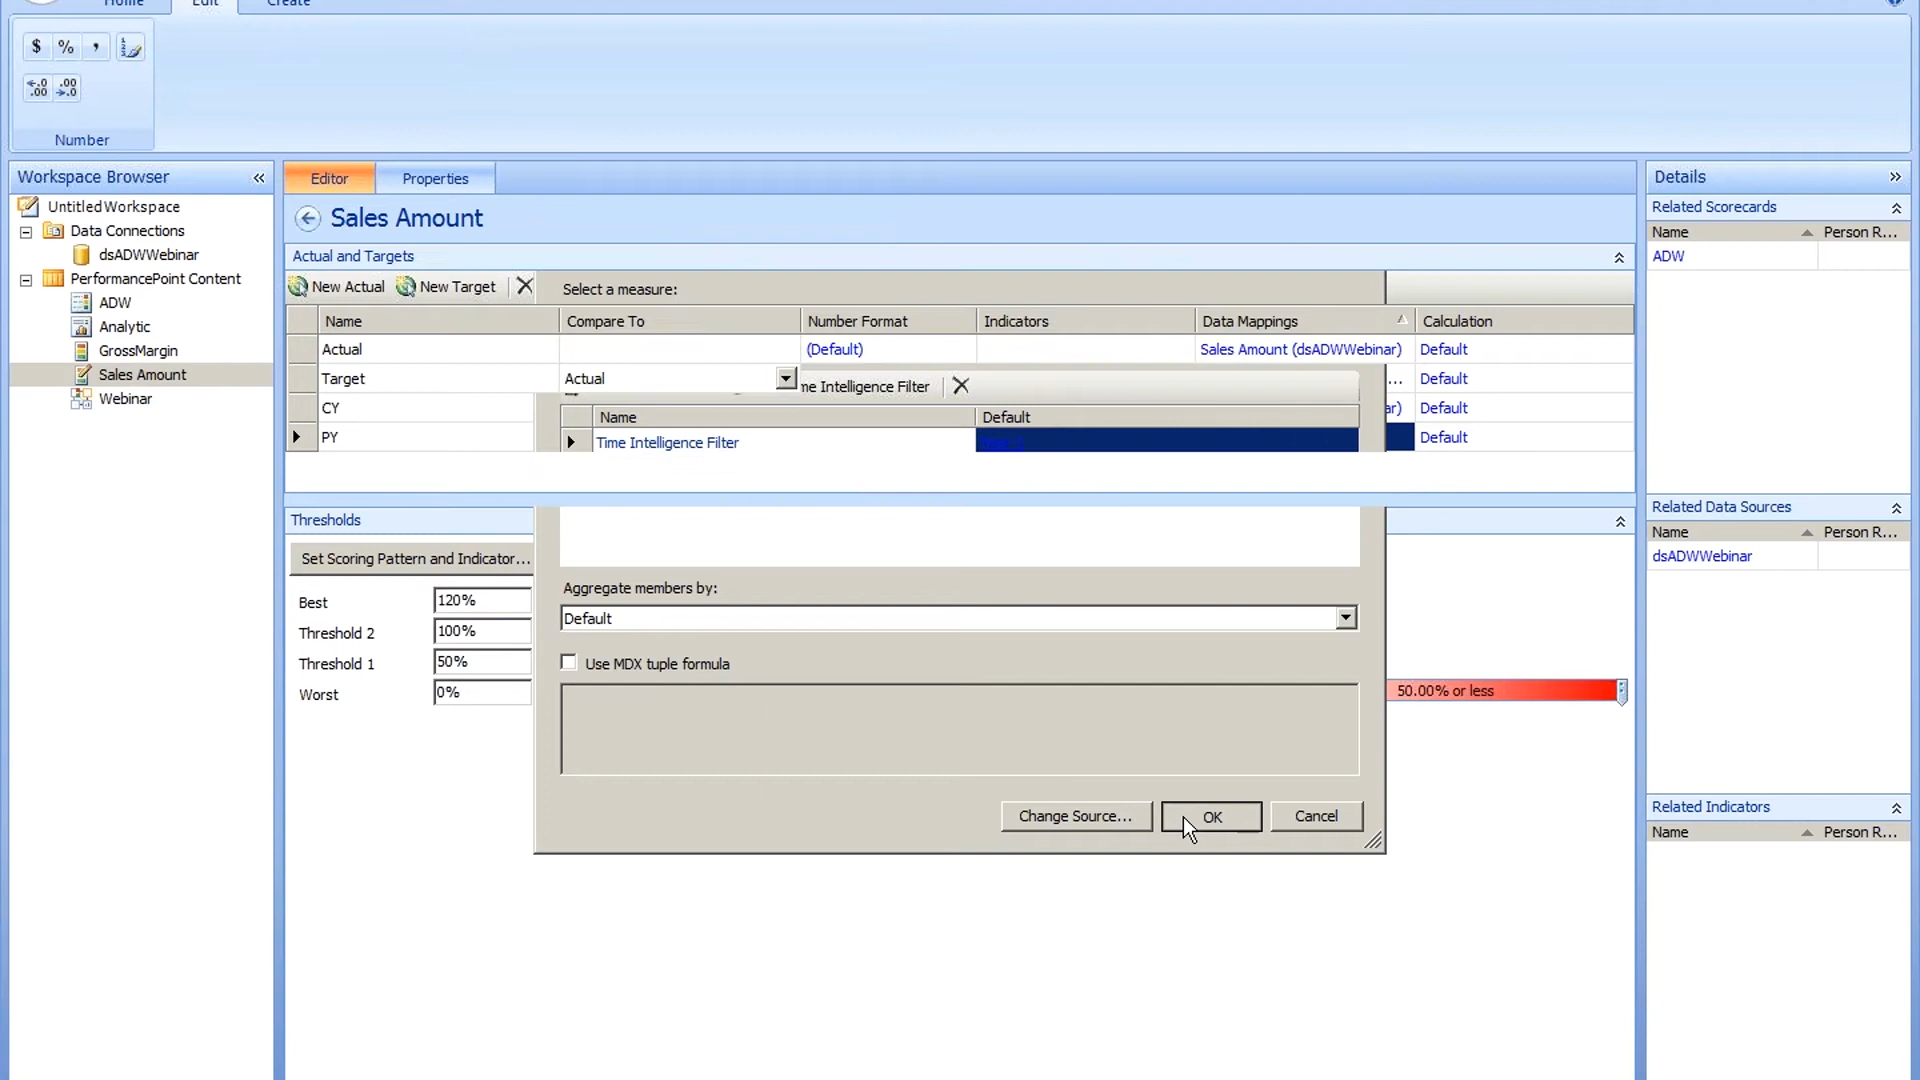 Home Edit Create
$ % ,
Number
Workspace Browser
Untitled Workspace
Data Connections
dsADWWebinar
PerformancePoint Content
ADW
Analytic
GrossMargin
Sales Amount
Webinar
Editor Properties
Sales Amount
Actual and Targets
New Actual New Target Select a measure:
Name Compare To Number Format Indicators Data Mappings Calculation
Actual (Default) Sales Amount (dsADWWebinar) Default
Target Actual me Intelligence Filter ... Default
Name Default
CY ar) Default
PY Time Intelligence Filter Default
Thresholds
Set Scoring Pattern and Indicator...
Best 120%
Threshold 2 100%
Threshold 1 50%
Worst 0%
Aggregate members by:
Default
Use MDX tuple formula
50.00% or less
Change Source... OK Cancel
Details
Related Scorecards
Name Person R...
ADW
Related Data Sources
Name Person R...
dsADWWebinar
Related Indicators
Name Person R...